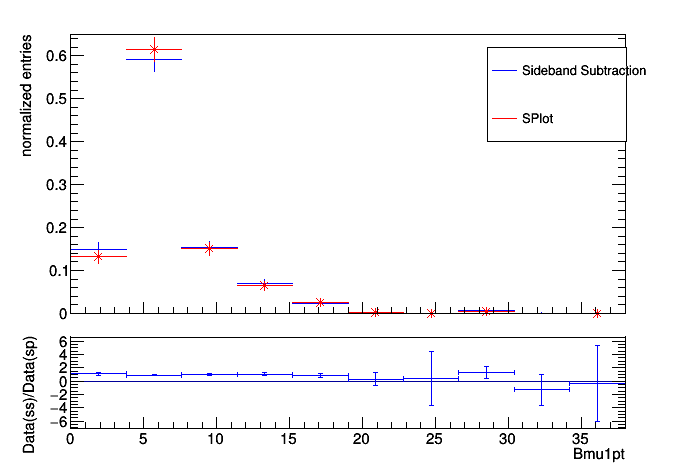 normalized entries
0.6
0.5
0.4
0.3
0.2
0.1
0
Sideband Subtraction
SPlot
Data(ss)/Data(sp)
6
4
2
0
−2
−4
−6
0 5 10 15 20 25 30 35
Bmu1pt